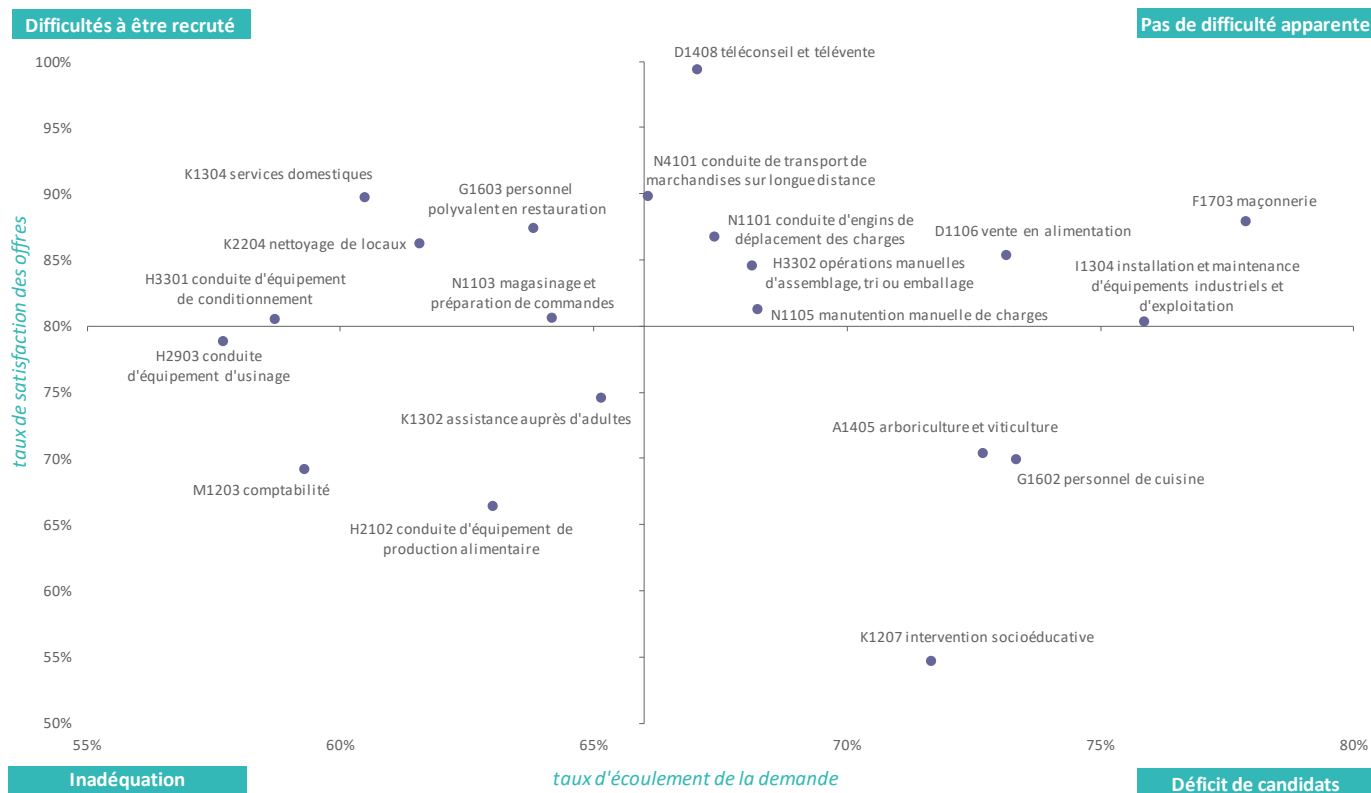 Difficultés à être recruté
Pas de difficulté apparente
D1408 téléconseil et télévente
100%
95%
N4101 conduite de transport de
marchandises sur longue distance
K1304 services domestiques
G1603 personnel
polyvalent en restauration
90%
F1703 maçonnerie
N1101 conduite d'engins de
déplacement des charges
D1106 vente en alimentation
K2204 nettoyage de locaux
85%
H3302 opérations manuelles
d'assemblage, tri ou emballage
I1304 installation et maintenance
d'équipements industriels et
d'exploitation
H3301 conduite d'équipement
de conditionnement
N1103 magasinage et
préparation de commandes
N1105 manutention manuelle de charges
80%
H2903 conduite
d'équipement d'usinage
75%
K1302 assistance auprès d'adultes
A1405 arboriculture et viticulture
70%
G1602 personnel de cuisine
M1203 comptabilité
65%
H2102 conduite d'équipement de
production alimentaire
60%
K1207 intervention socioéducative
55%
50%
taux de satisfaction des offres
55%
60%
65%
70%
75%
80%
Inadéquation
taux d'écoulement de la demande
Déficit de candidats